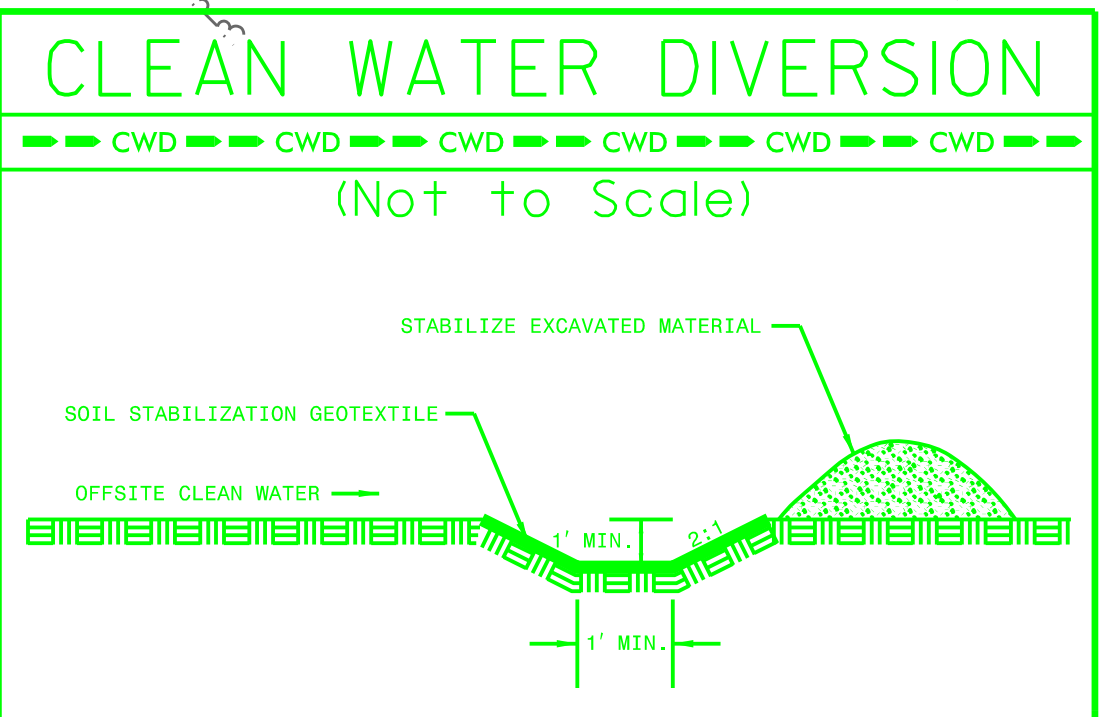 CLEAN WATER DIVERSION
CWD CWD CWD CWD CWD CWD
(Not to Scale)
STABILIZE EXCAVATED MATERIAL
SOIL STABILIZATION GEOTEXTILE
OFFSITE CLEAN WATER
1' MIN.
2:1
1' MIN.